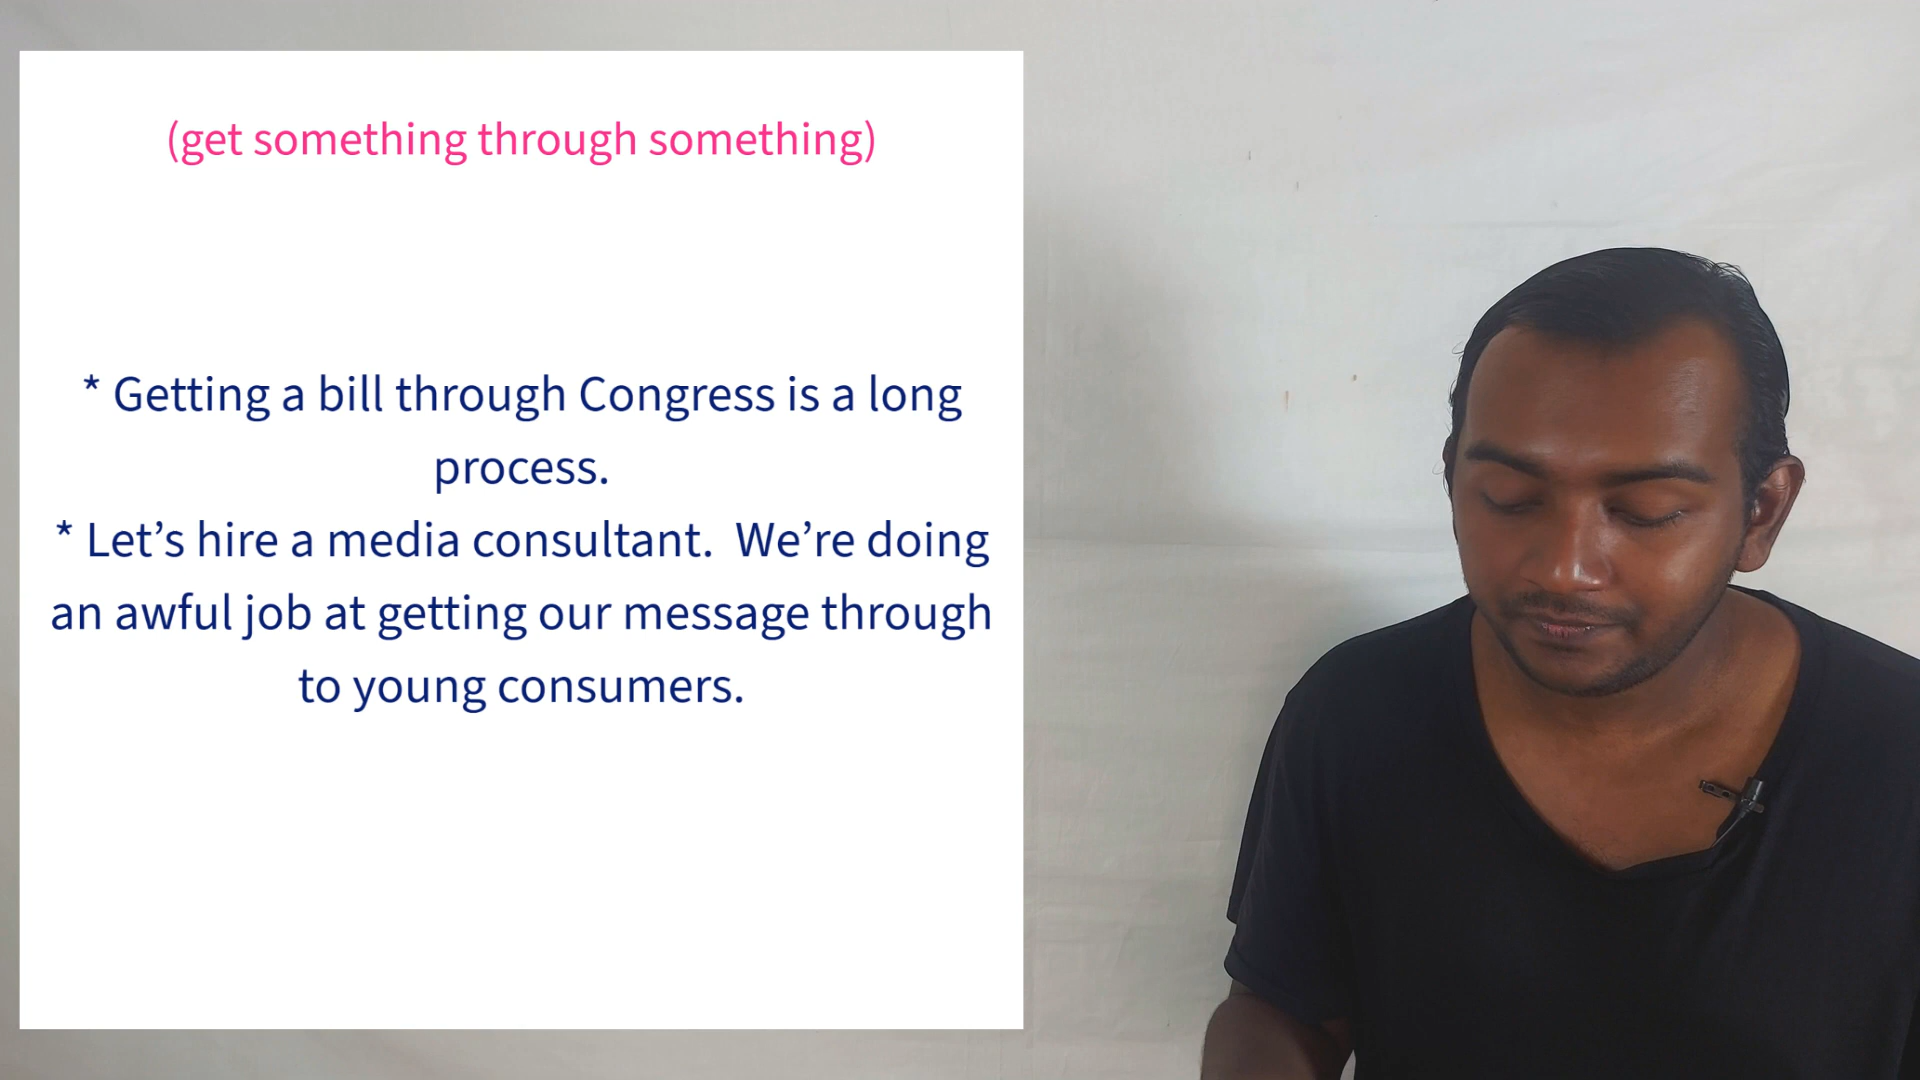 (get something through something)
* Getting a bill through Congress is a long
process.
* Let’s hire a media consultant.  We’re doing
an awful job at getting our message through
to young consumers.